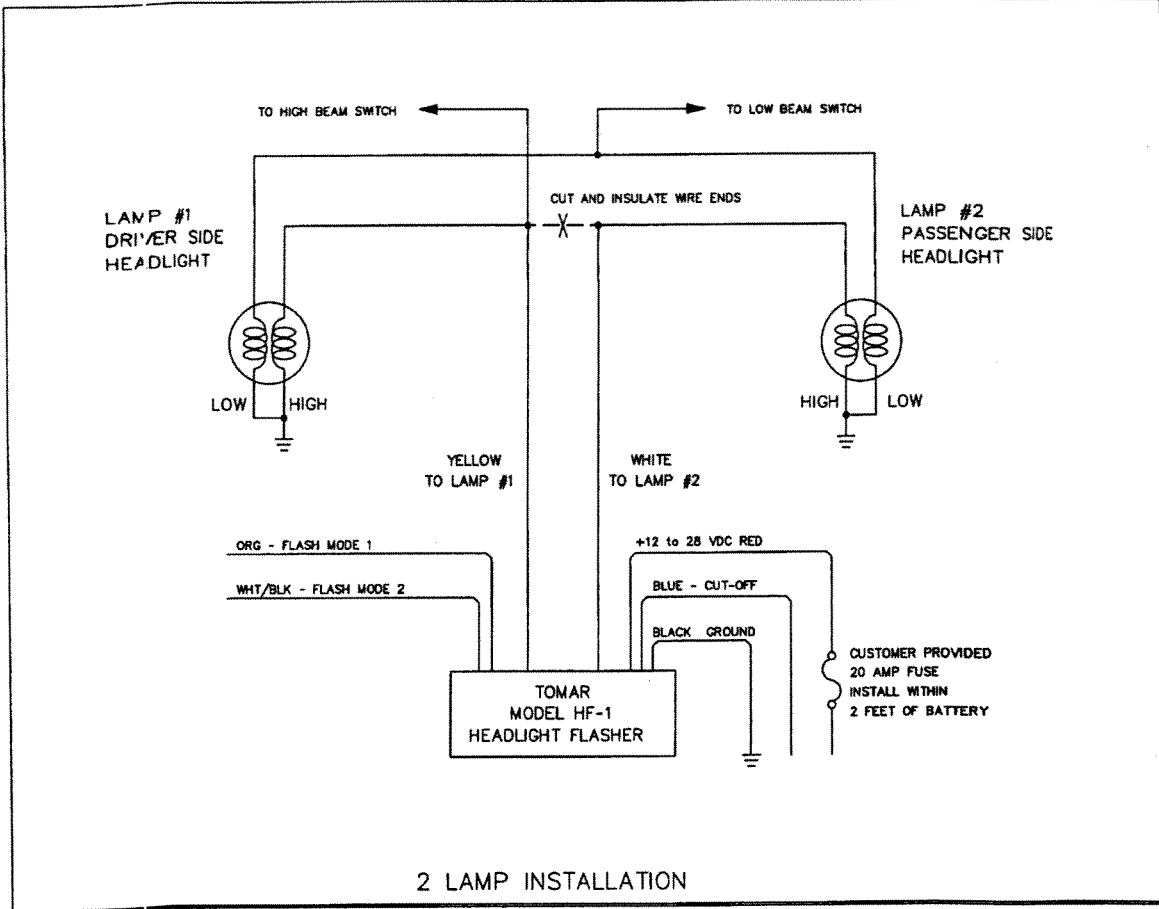 TO HIGH BEAM SWITCH
TO LOW BEAM SWITCH
CUT AND INSULATE WIRE ENDS
LAMP #1
DRIVER SIDE
HEADLIGHT
LAMP #2
PASSENGER SIDE
HEADLIGHT
LOW
HIGH
HIGH
LOW
YELLOW
TO LAMP #1
WHITE
TO LAMP #2
ORG - FLASH MODE 1
WHT/BLK - FLASH MODE 2
+12 to 28 VDC RED
BLUE - CUT-OFF
BLACK GROUND
CUSTOMER PROVIDED
20 AMP FUSE
INSTALL WITHIN
2 FEET OF BATTERY
TOMAR
MODEL HF-1
HEADLIGHT FLASHER
2 LAMP INSTALLATION